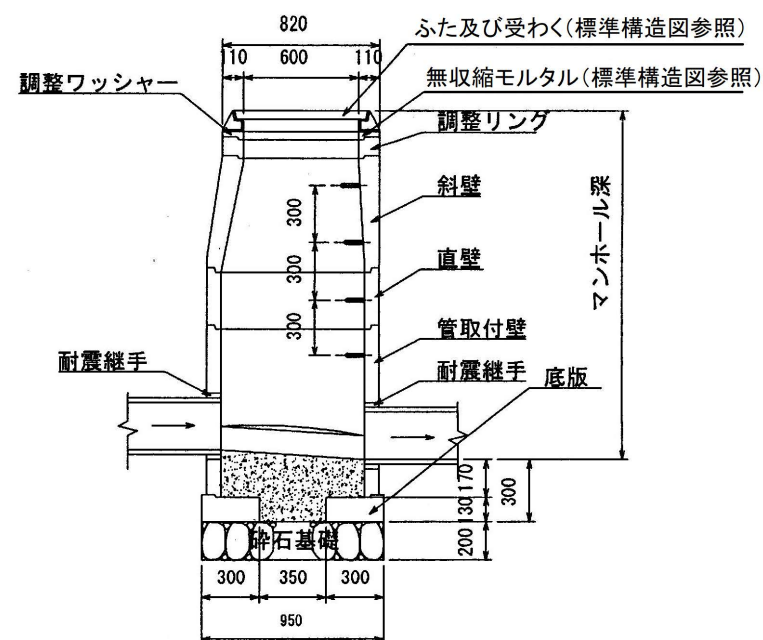 820
110 600 110
ふた及び受わく(標準構造図参照)
調整ワッシャー
無収縮モルタル(標準構造図参照)
調整リング
斜壁
300
マンホール深
300
直壁
300
管取付壁
耐震継手
耐震継手
底版
170
300
130
砕石基礎
200
300 350 300
950